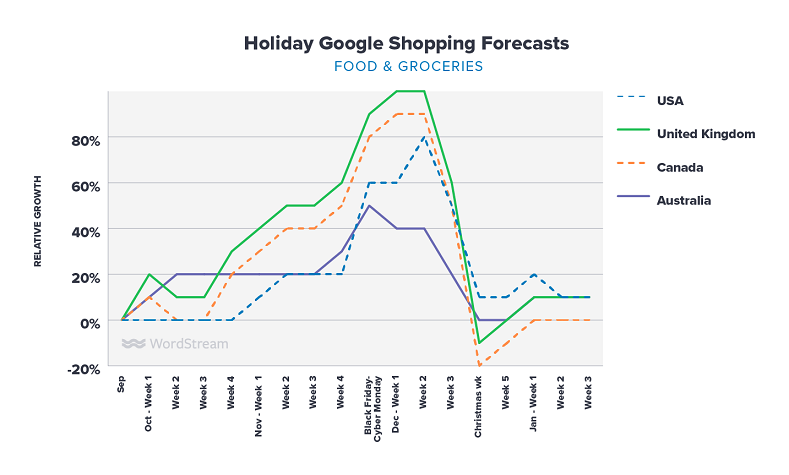 Holiday Google Shopping Forecasts
FOOD & GROCERIES
USA
United Kingdom
Canada
Australia
RELATIVE GROWTH
80%
60%
40%
20%
0%
-20%
WordStream
Sep
Oct - Week 1
Week 2
Week 3
Week 4
Nov - Week 1
Week 2
Week 3
Week 4
Black Friday-
Cyber Monday
Dec - Week 1
Week 2
Week 3
Christmas wk
Week 5
Jan - Week 1
Week 2
Week 3